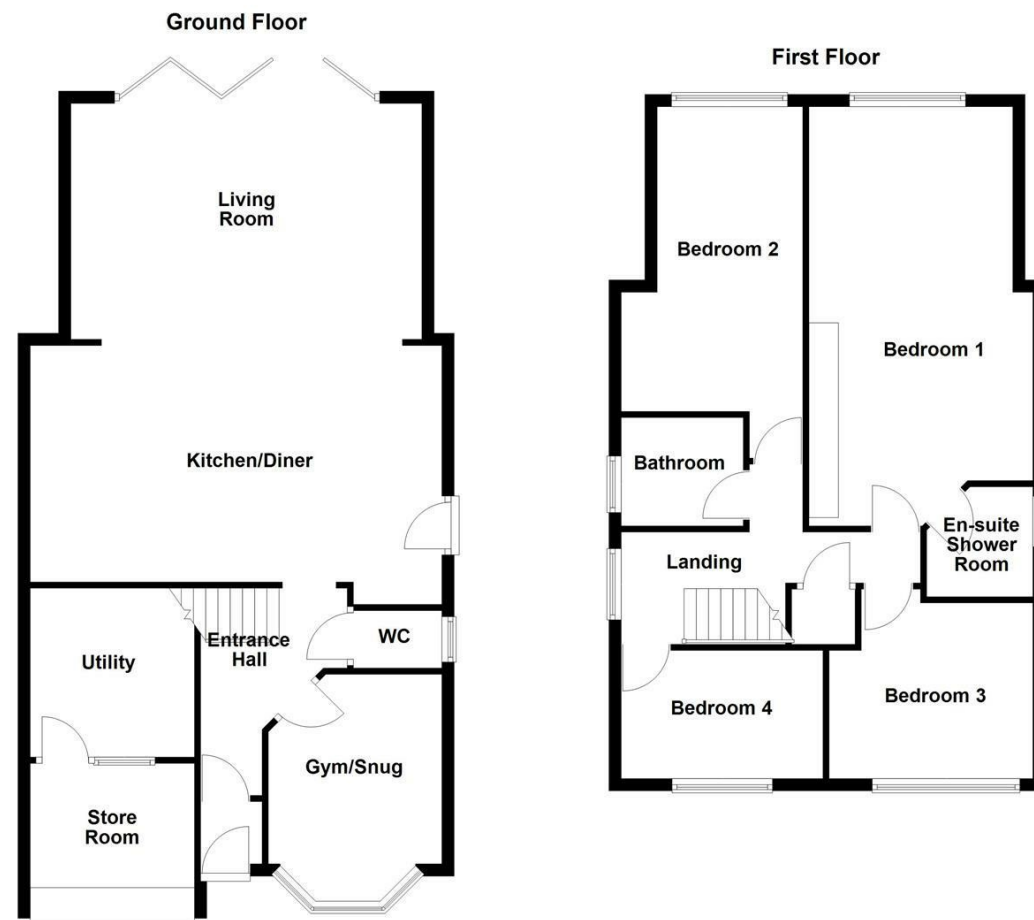 Ground Floor
Living
Room
Kitchen/Diner
Utility
Entrance
Hall
WC
Gym/Snug
Store
Room
First Floor
Bedroom 2
Bedroom 1
Bathroom
En-suite
Shower
Room
Landing
Bedroom 4
Bedroom 3